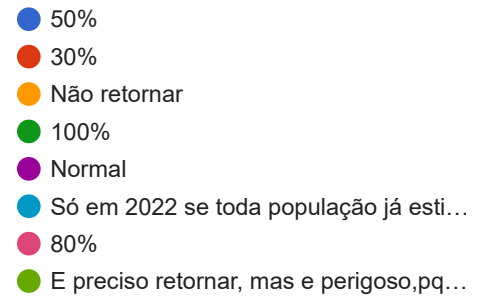 50%
30%
Não retornar
100%
Normal
Só em 2022 se toda população já esti…
80%
E preciso retornar, mas e perigoso,pq…